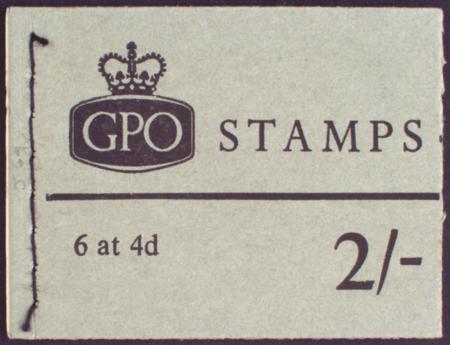 GPO STAMPS
6 at 4d
2/-